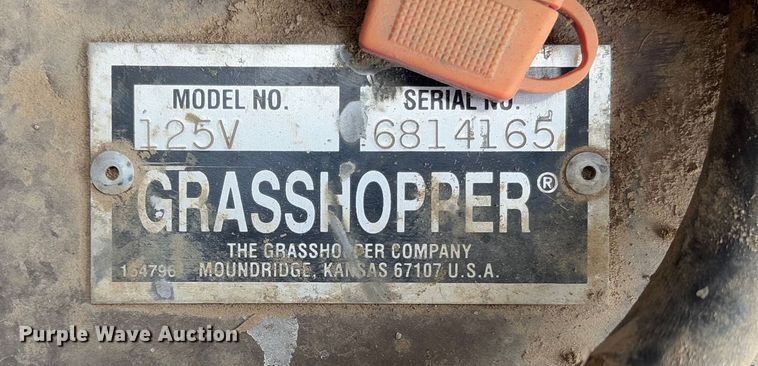 MODEL NO. SERIAL NO.
125V 6814165
GRASSHOPPER®
THE GRASSHOPPER COMPANY
164796 MOUNDRIDGE, KANSAS 67107 U.S.A.
Purple Wave Auction